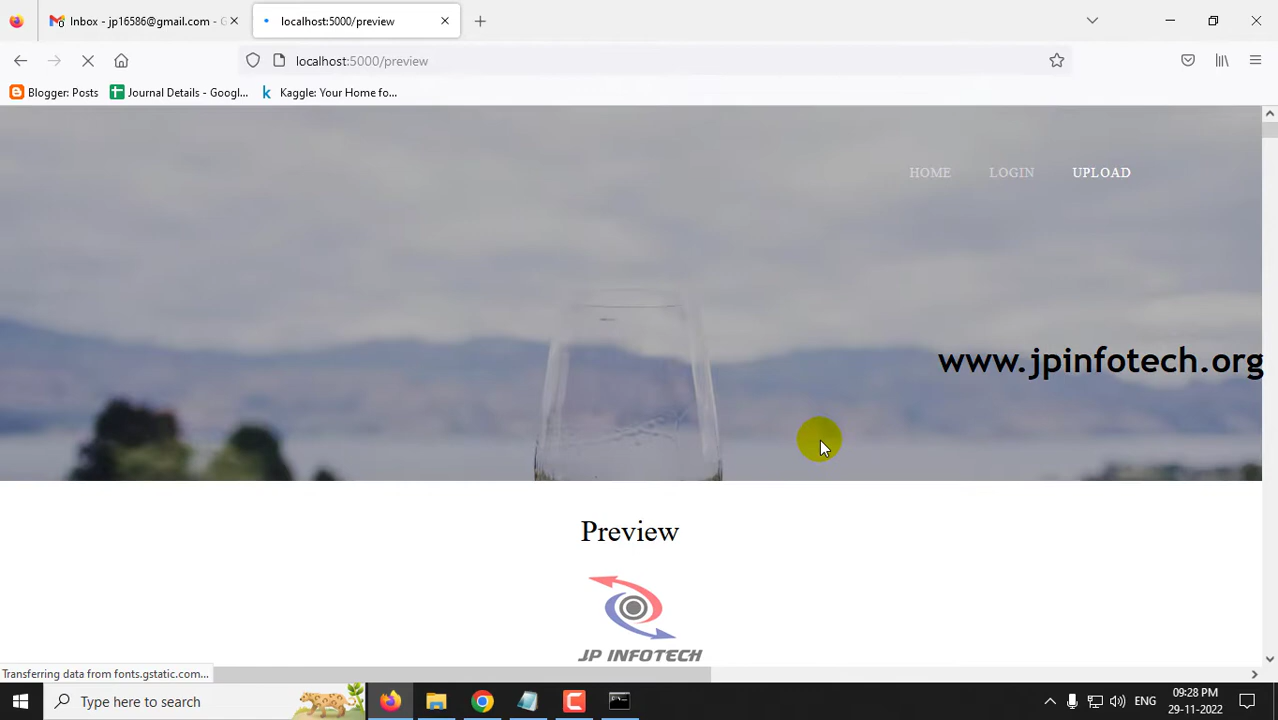 Inbox - jp16586@gmail.com - G
localhost:5000/preview
localhost:5000/preview
Blogger: Posts
Journal Details - Googl...
Kaggle: Your Home fo...
HOME LOGIN UPLOAD
www.jpinfotech.org
Preview
JP INFOTECH
Transferring data from fonts.gstatic.com...
Type here to search
ENG
09:28 PM
29-11-2022